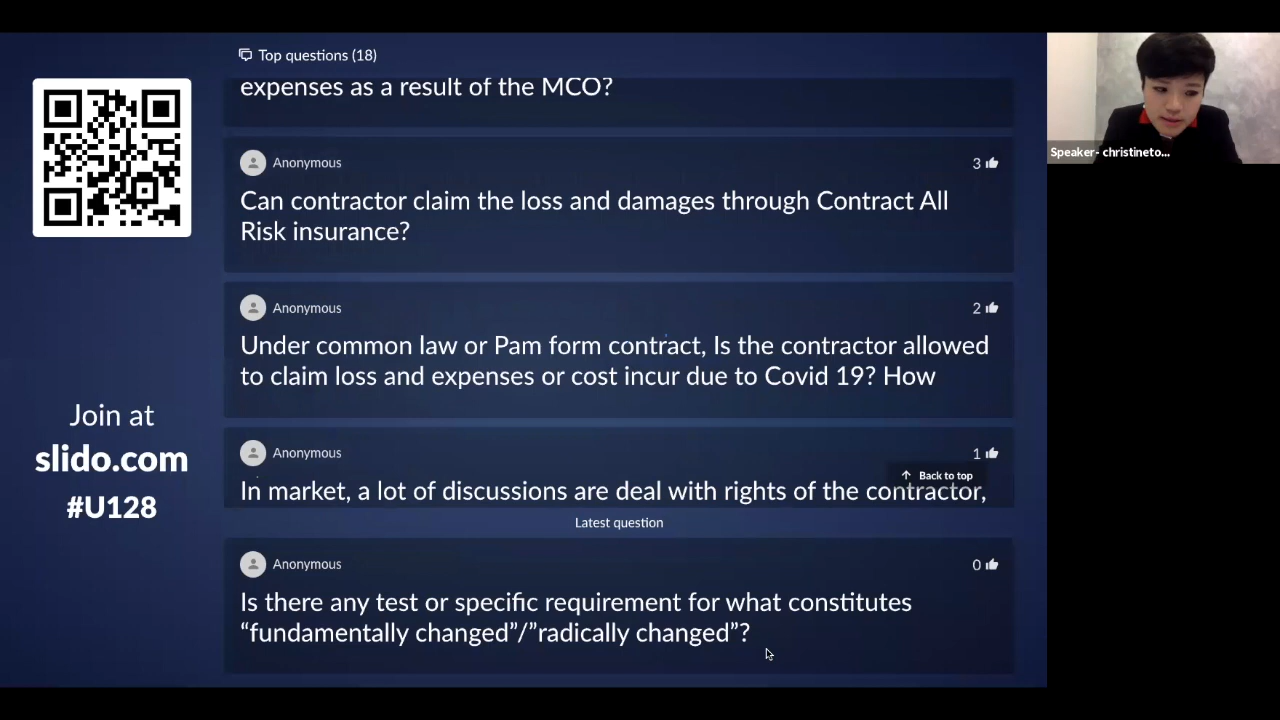 Top questions (18)
expenses as a result of the MCO?
Anonymous
3
Can contractor claim the loss and damages through Contract All
Risk insurance?
Anonymous
2
Under common law or Pam form contract, Is the contractor allowed
to claim loss and expenses or cost incur due to Covid 19? How
Anonymous
1
Back to top
In market, a lot of discussions are deal with rights of the contractor,
Latest question
Anonymous
0
Is there any test or specific requirement for what constitutes
“fundamentally changed”/”radically changed”?
Join at
slido.com
#U128
Speaker- christineto...